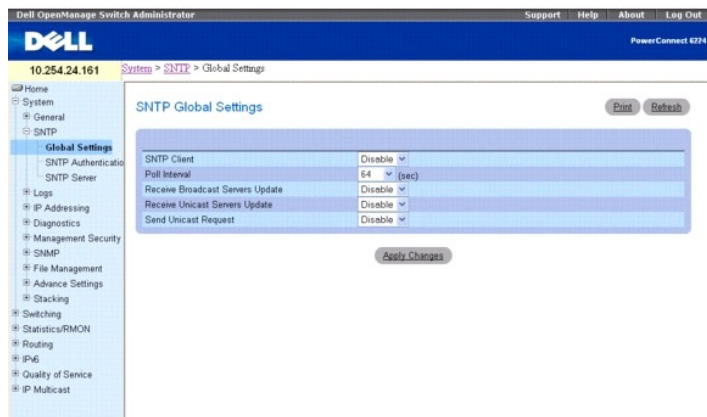 Dell OpenManage Switch Administrator
Support Help About Log Out
DELL
PowerConnect 6224
10.254.24.161
System > SNTP > Global Settings
Home
System
General
SNTP
Global Settings
SNTP Authenticatio
SNTP Server
Logs
IP Addressing
Diagnostics
Management Security
SNMP
File Management
Advance Settings
Stacking
Switching
Statistics/RMON
Routing
IPv6
Quality of Service
IP Multicast
SNTP Global Settings
Print Refresh
SNTP Client Disable
Poll Interval 64 (sec)
Receive Broadcast Servers Update Disable
Receive Unicast Servers Update Disable
Send Unicast Request Disable
Apply Changes